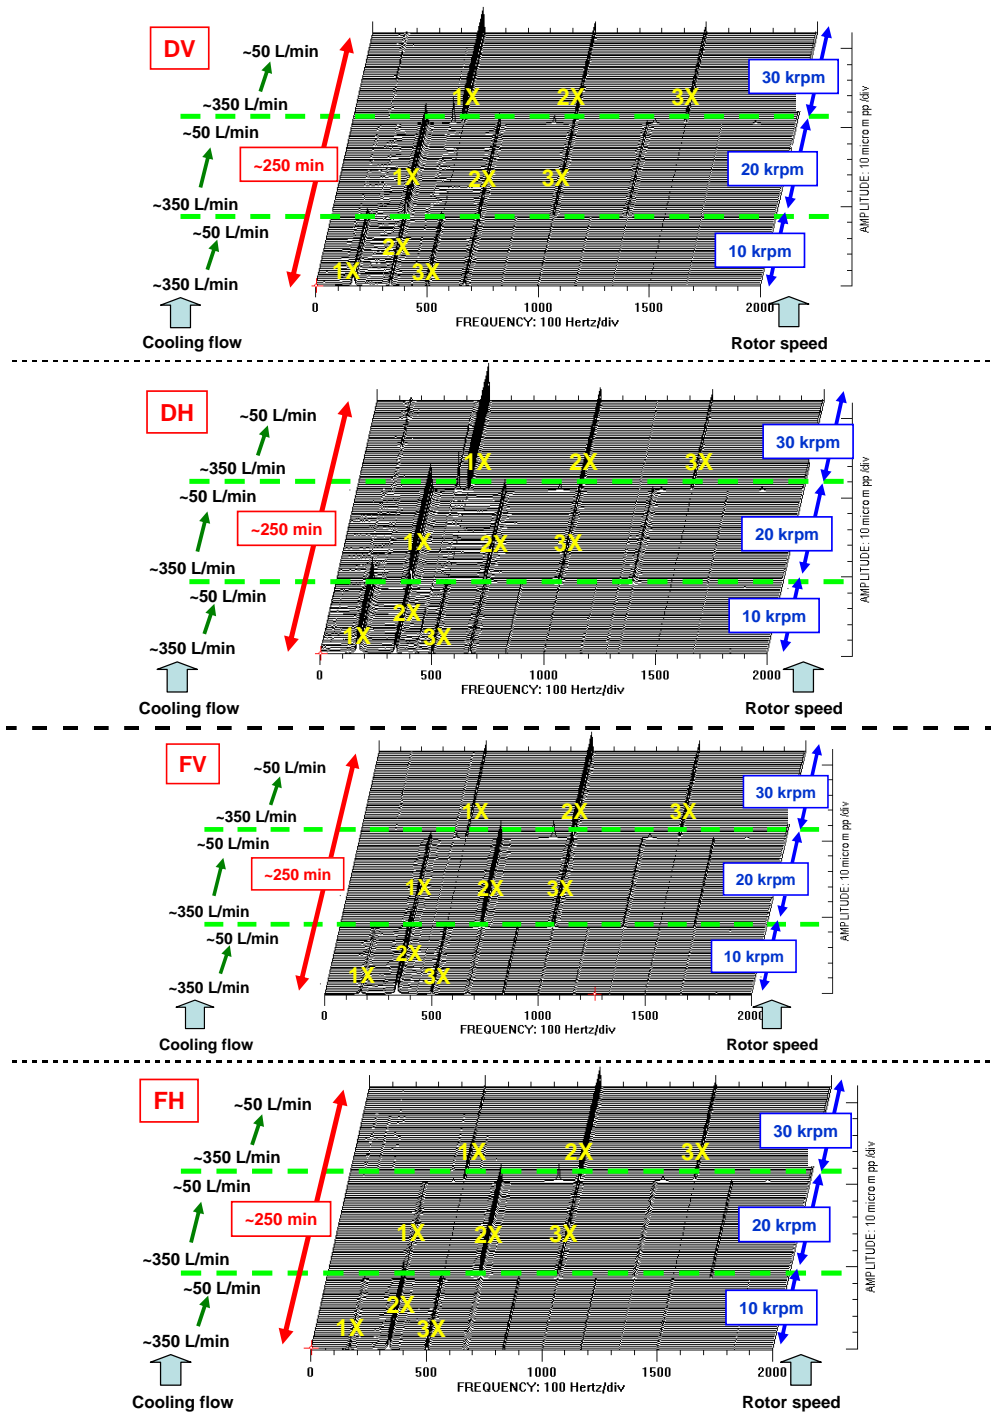 DV
~50 L/min
~350 L/min
~50 L/min
~250 min
~350 L/min
~50 L/min
~350 L/min
Cooling flow
1X
2X
3X
1X
2X
3X
2X
1X
3X
30 krpm
20 krpm
10 krpm
AMPLITUDE: 10 micro m pp /div
0
500
1000
1500
2000
FREQUENCY: 100 Hertz/div
Rotor speed
DH
~50 L/min
~350 L/min
~50 L/min
~250 min
~350 L/min
~50 L/min
~350 L/min
Cooling flow
1X
2X
3X
1X
2X
3X
2X
1X
3X
30 krpm
20 krpm
10 krpm
AMPLITUDE: 10 micro m pp /div
0
500
1000
1500
2000
FREQUENCY: 100 Hertz/div
Rotor speed
FV
~50 L/min
~350 L/min
~50 L/min
~250 min
~350 L/min
~50 L/min
~350 L/min
Cooling flow
1X
2X
3X
1X
2X
3X
2X
1X
3X
30 krpm
20 krpm
10 krpm
AMPLITUDE: 10 micro m pp /div
0
500
1000
1500
2000
FREQUENCY: 100 Hertz/div
Rotor speed
FH
~50 L/min
~350 L/min
~50 L/min
~250 min
~350 L/min
~50 L/min
~350 L/min
Cooling flow
1X
2X
3X
1X
2X
3X
2X
1X
3X
30 krpm
20 krpm
10 krpm
AMPLITUDE: 10 micro m pp /div
0
500
1000
1500
2000
FREQUENCY: 100 Hertz/div
Rotor speed